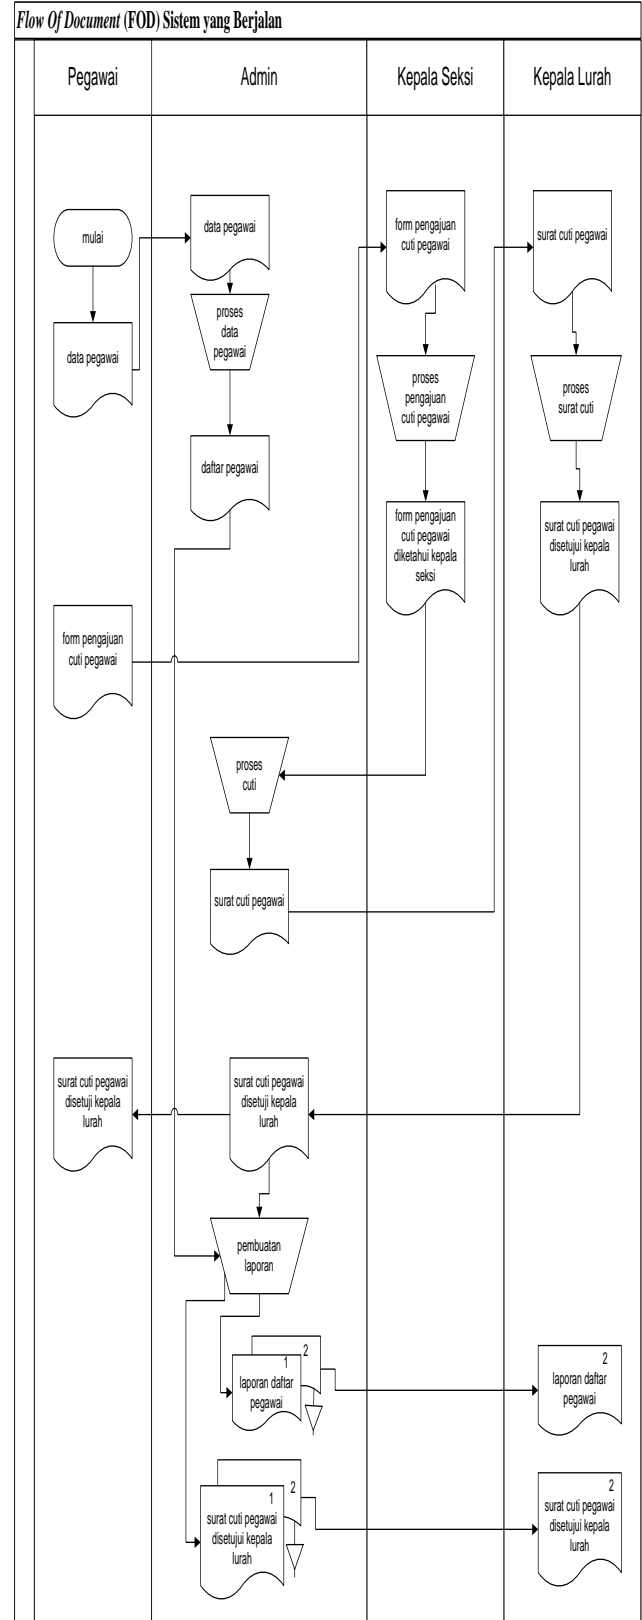 Flow Of Document (FOD) Sistem yang Berjalan
Pegawai
Admin
Kepala Seksi
Kepala Lurah
mulai
data pegawai
data pegawai
proses
data
pegawai
daftar pegawai
form pengajuan
cuti pegawai
proses
pengajuan
cuti pegawai
form pengajuan
cuti pegawai
diketahui kepala
seksi
surat cuti pegawai
proses
surat cuti
surat cuti pegawai
disetujui kepala
lurah
form pengajuan
cuti pegawai
proses
cuti
surat cuti pegawai
surat cuti pegawai
disetuji kepala
lurah
surat cuti pegawai
disetuji kepala
lurah
pembuatan
laporan
2
1
laporan daftar
pegawai
2
laporan daftar
pegawai
2
1
surat cuti pegawai
disetujui kepala
lurah
2
surat cuti pegawai
disetujui kepala
lurah